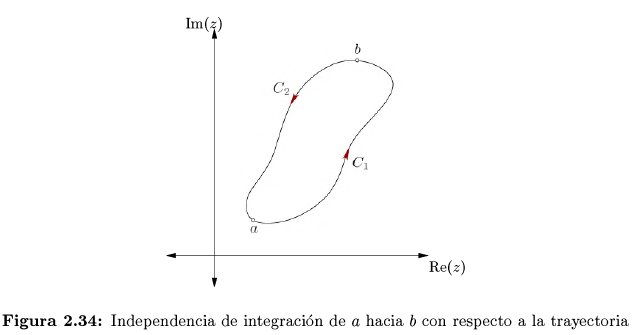 Im(z)
b
C₂
C₁
a
Re(z)
Figura 2.34: Independencia de integración de a hacia b con respecto a la trayectoria